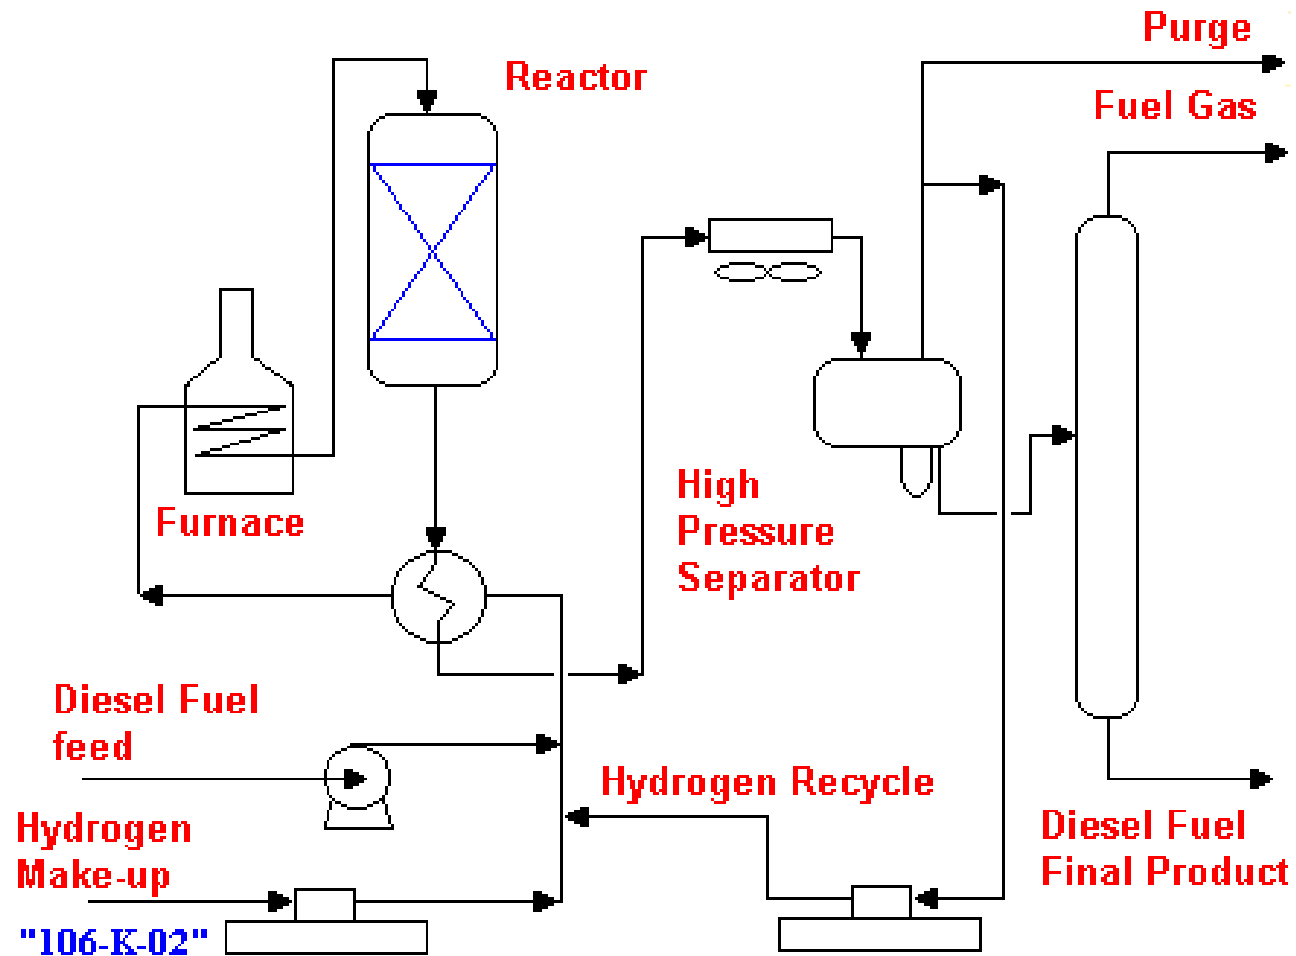 Purge
Reactor
Fuel Gas
High
Pressure
Separator
Furnace
Diesel Fuel
feed
Hydrogen Recycle
Hydrogen
Make-up
Diesel Fuel
Final Product
"106-K-02"